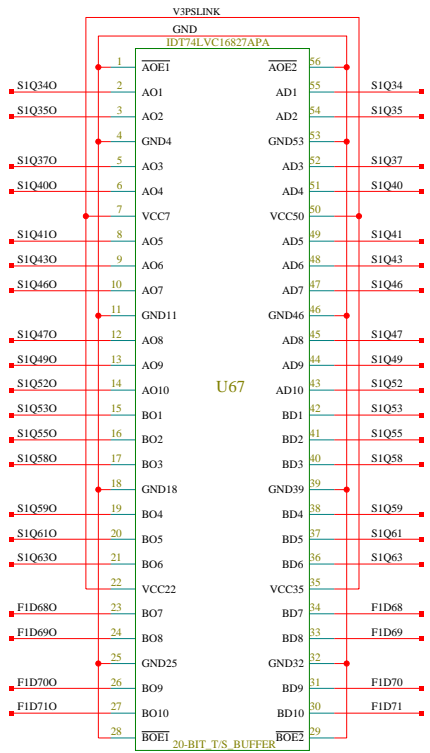 V3PSLINK
GND
IDT74LVC16827APA
1 AOE1 AOE2 56
S1Q34O 2 AO1 AD1 55 S1Q34
S1Q35O 3 AO2 AD2 54 S1Q35
4 GND4 GND53 53
S1Q37O 5 AO3 AD3 52 S1Q37
S1Q40O 6 AO4 AD4 51 S1Q40
7 VCC7 VCC50 50
S1Q41O 8 AO5 AD5 49 S1Q41
S1Q43O 9 AO6 AD6 48 S1Q43
S1Q46O 10 AO7 AD7 47 S1Q46
11 GND11 GND46 46
S1Q47O 12 AO8 AD8 45 S1Q47
S1Q49O 13 AO9 AD9 44 S1Q49
S1Q52O 14 AO10 AD10 43 S1Q52
U67
S1Q53O 15 BO1 BD1 42 S1Q53
S1Q55O 16 BO2 BD2 41 S1Q55
S1Q58O 17 BO3 BD3 40 S1Q58
18 GND18 GND39 39
S1Q59O 19 BO4 BD4 38 S1Q59
S1Q61O 20 BO5 BD5 37 S1Q61
S1Q63O 21 BO6 BD6 36 S1Q63
22 VCC22 VCC35 35
F1D68O 23 BO7 BD7 34 F1D68
F1D69O 24 BO8 BD8 33 F1D69
25 GND25 GND32 32
F1D70O 26 BO9 BD9 31 F1D70
F1D71O 27 BO10 BD10 30 F1D71
28 BOE1 BOE2 29
20-BIT_T/S_BUFFER